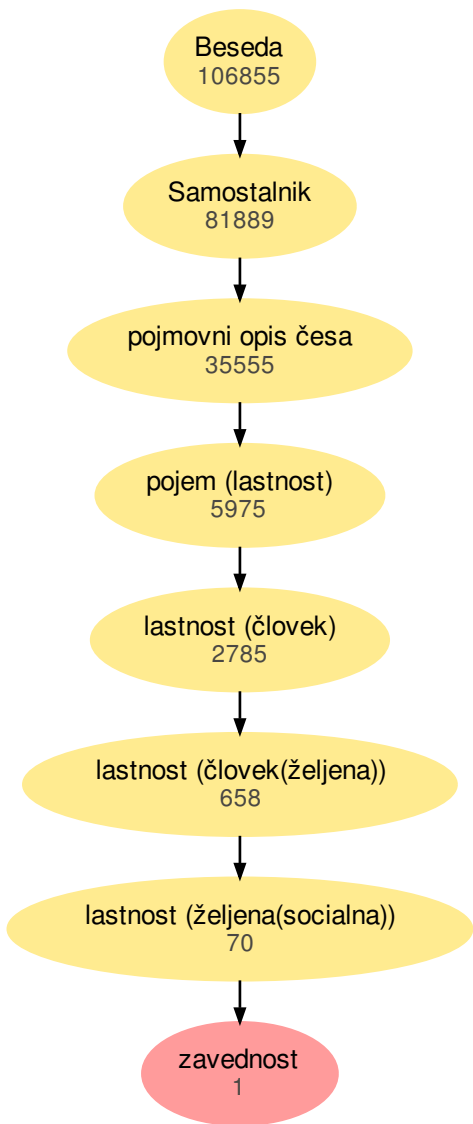 Beseda
106855
Samostalnik
81889
pojmovni opis česa
35555
pojem (lastnost)
5975
lastnost (človek)
2785
lastnost (človek(željena))
658
lastnost (željena(socialna))
70
zavednost
1